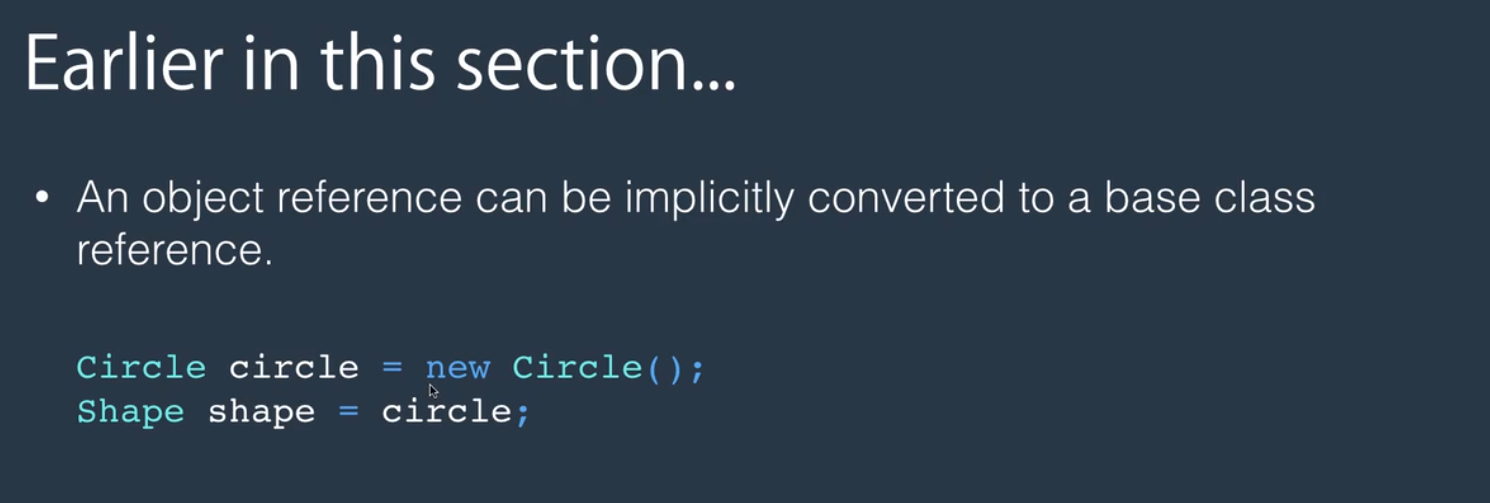 Earlier in this section...
• An object reference can be implicitly converted to a base class
reference.
Circle circle = new Circle();
Shape shape = circle;